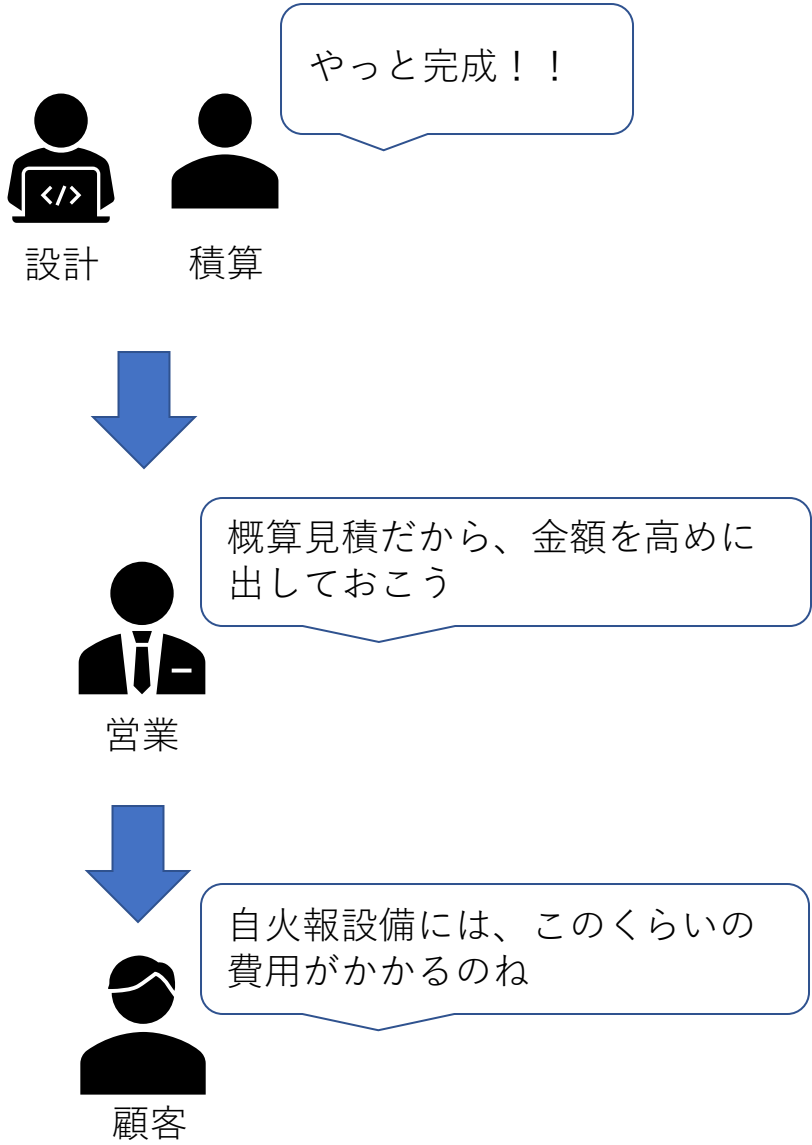 やっと完成！！
</>
設計
積算
概算見積だから、金額を高めに
出しておこう
営業
自火報設備には、このくらいの
費用がかかるのね
顧客